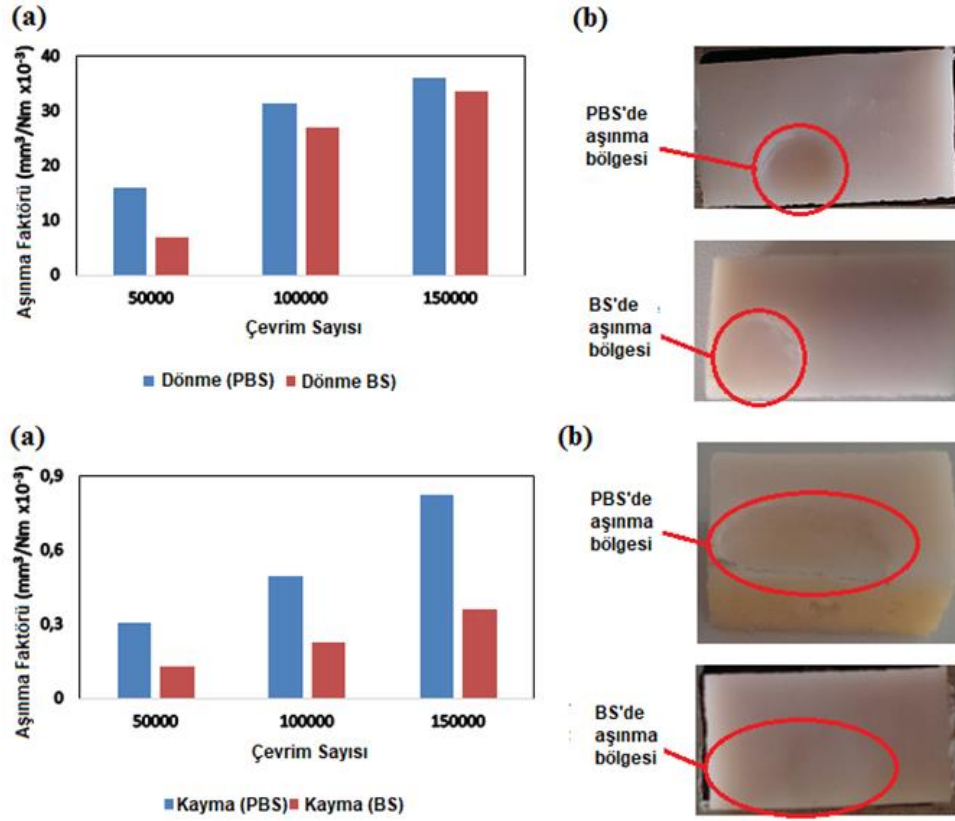 (a)
Aşınma Faktörü (mm³/Nm x10⁻³)
40
30
20
10
0
50000 100000 150000
Çevrim Sayısı
Dönme (PBS) Dönme BS)
(b)
PBS'de
aşınma
bölgesi
BS'de
aşınma
bölgesi
(a)
Aşınma Faktörü (mm³/Nm x10⁻³)
0,9
0,6
0,3
0
50000 100000 150000
Çevrim Sayısı
Kayma (PBS) Kayma (BS)
(b)
PBS'de
aşınma
bölgesi
BS'de
aşınma
bölgesi